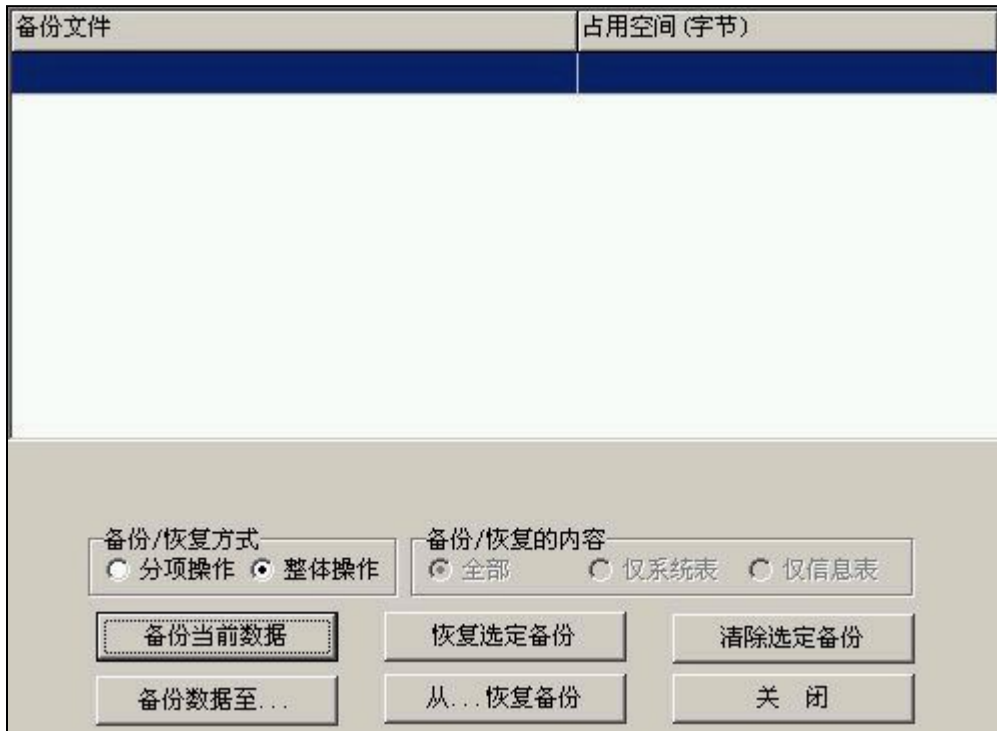 备份文件 占用空间(字节)
备份/恢复方式 备份/恢复的内容
分项操作 整体操作 全部 仅系统表 仅信息表
备份当前数据 恢复选定备份 清除选定备份
备份数据至... 从...恢复备份 关 闭